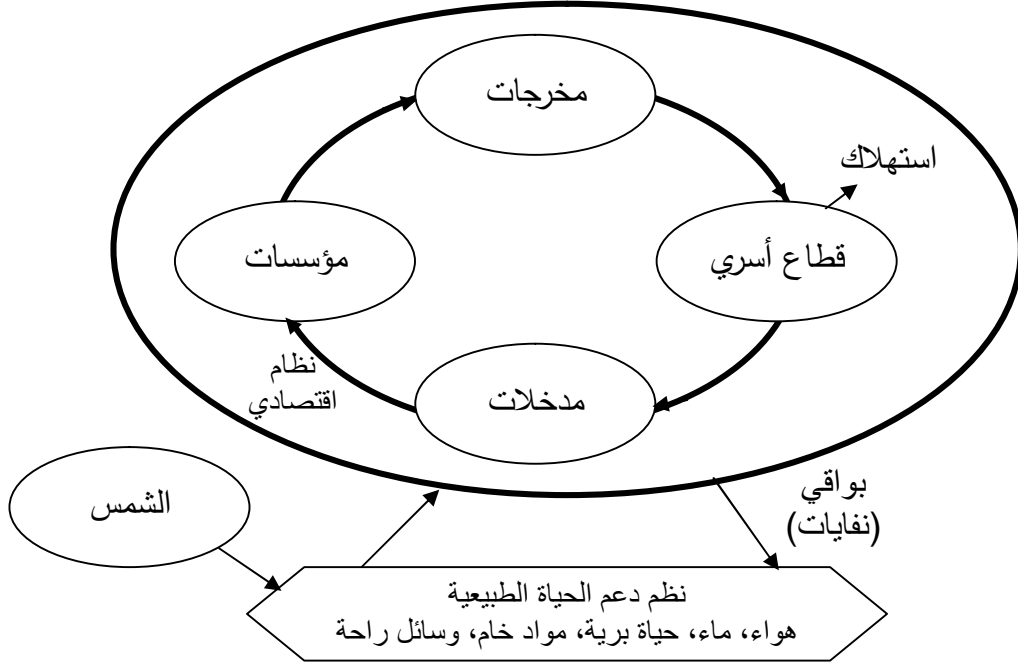 مخرجات
استهلاك
قطاع أسري
مؤسسات
نظام
اقتصادي
مدخلات
بواقي
(نفايات)
الشمس
نظم دعم الحياة الطبيعية
هواء، ماء، حياة برية، مواد خام، وسائل راحة